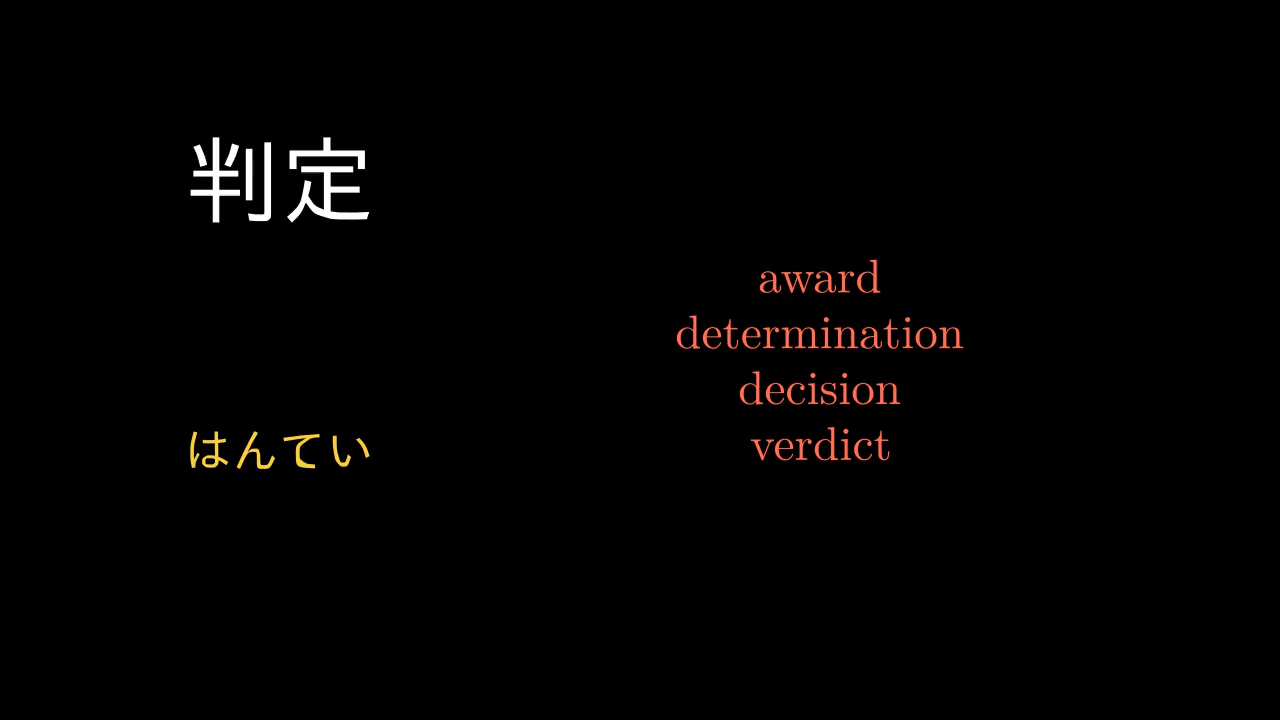 判定
はんてい
award
determination
decision
verdict